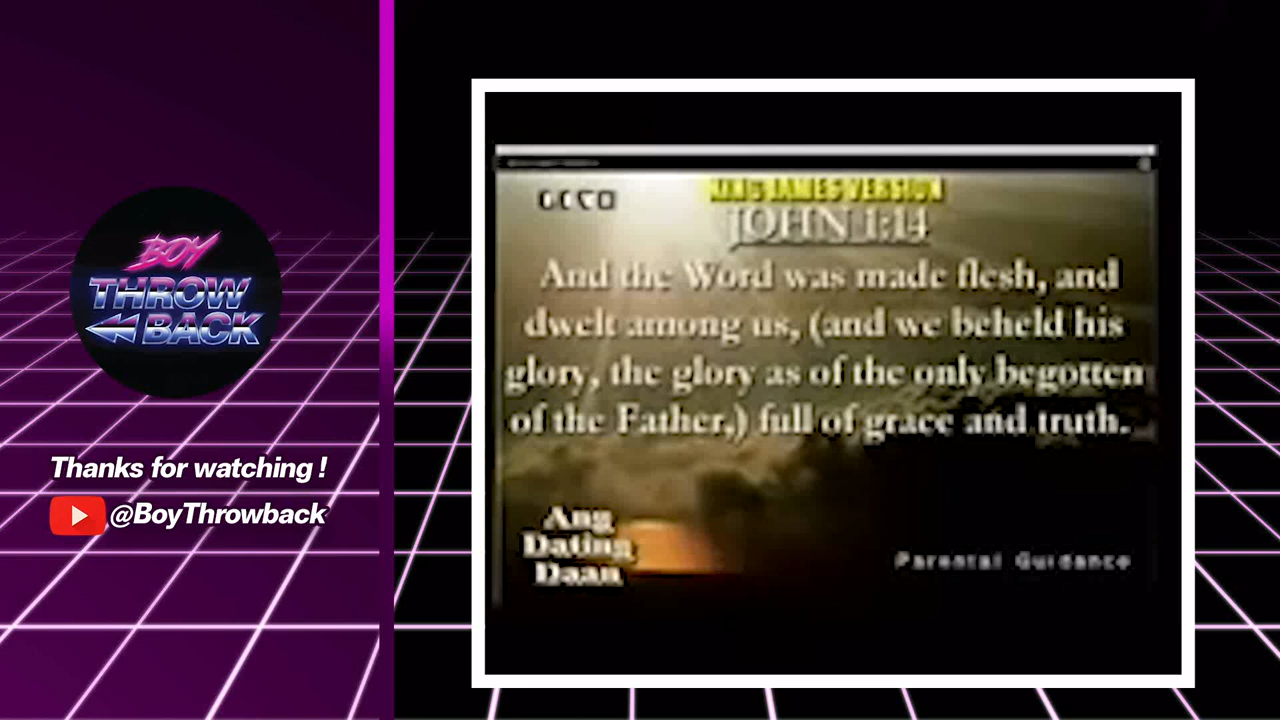 BOY
THROW
BACK
Thanks for watching !
@BoyThrowback
KING JAMES VERSION
JOHN 1:14
And the Word was made flesh, and
dwelt among us, (and we beheld his
glory, the glory as of the only begotten
of the Father,) full of grace and truth.
Ang
Dating
Daan
Parental Guidance